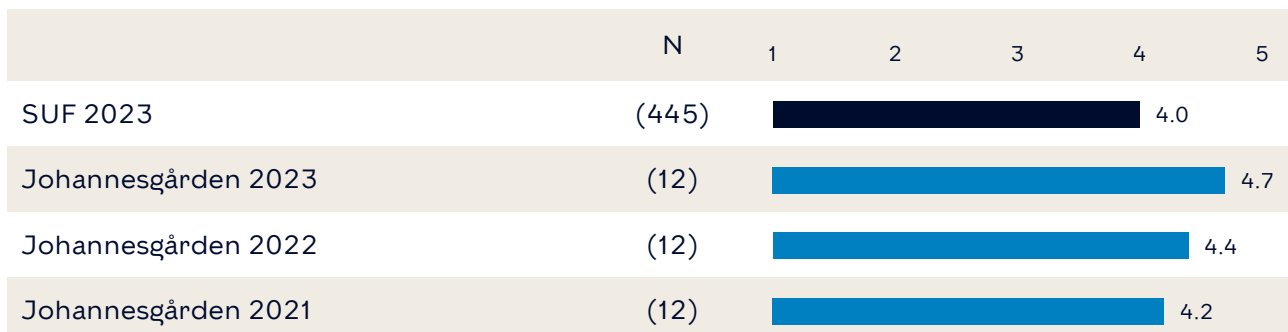 N 1 2 3 4 5
SUF 2023 (445) 4.0
Johannesgården 2023 (12) 4.7
Johannesgården 2022 (12) 4.4
Johannesgården 2021 (12) 4.2